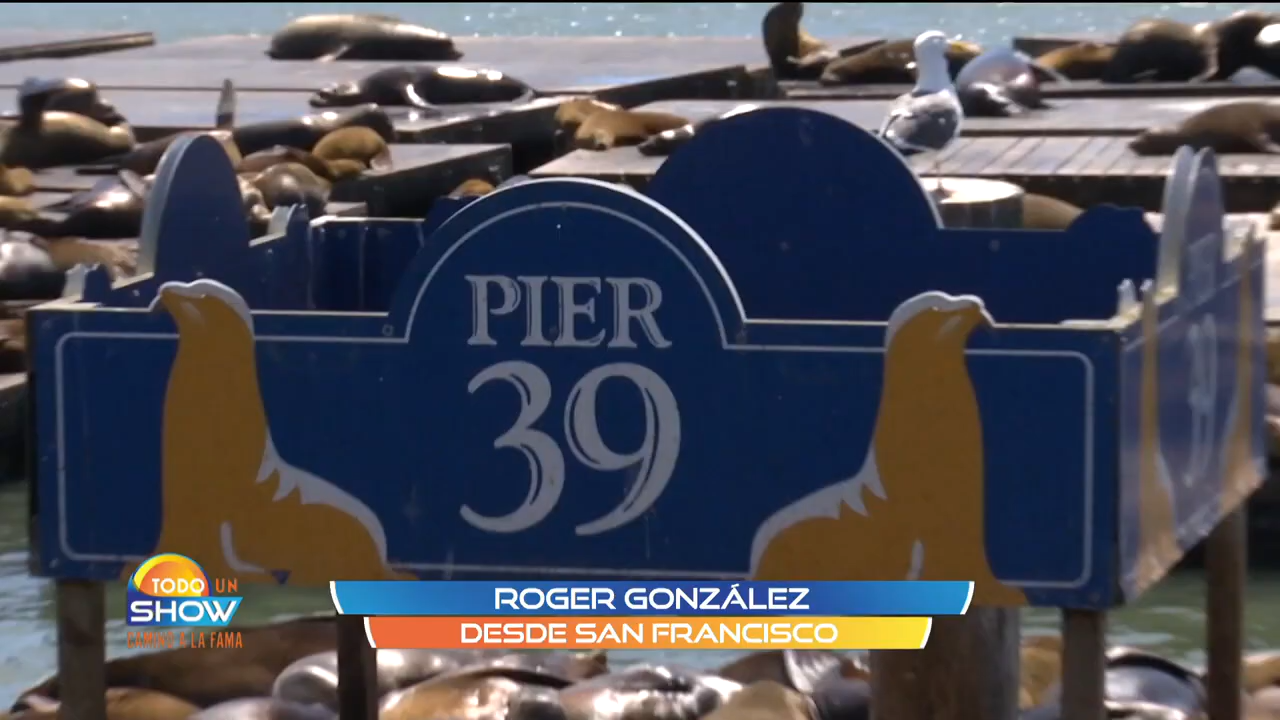 PIER
39
TODO UN
SHOW
CAMINO A LA FAMA
ROGER GONZÁLEZ
DESDE SAN FRANCISCO